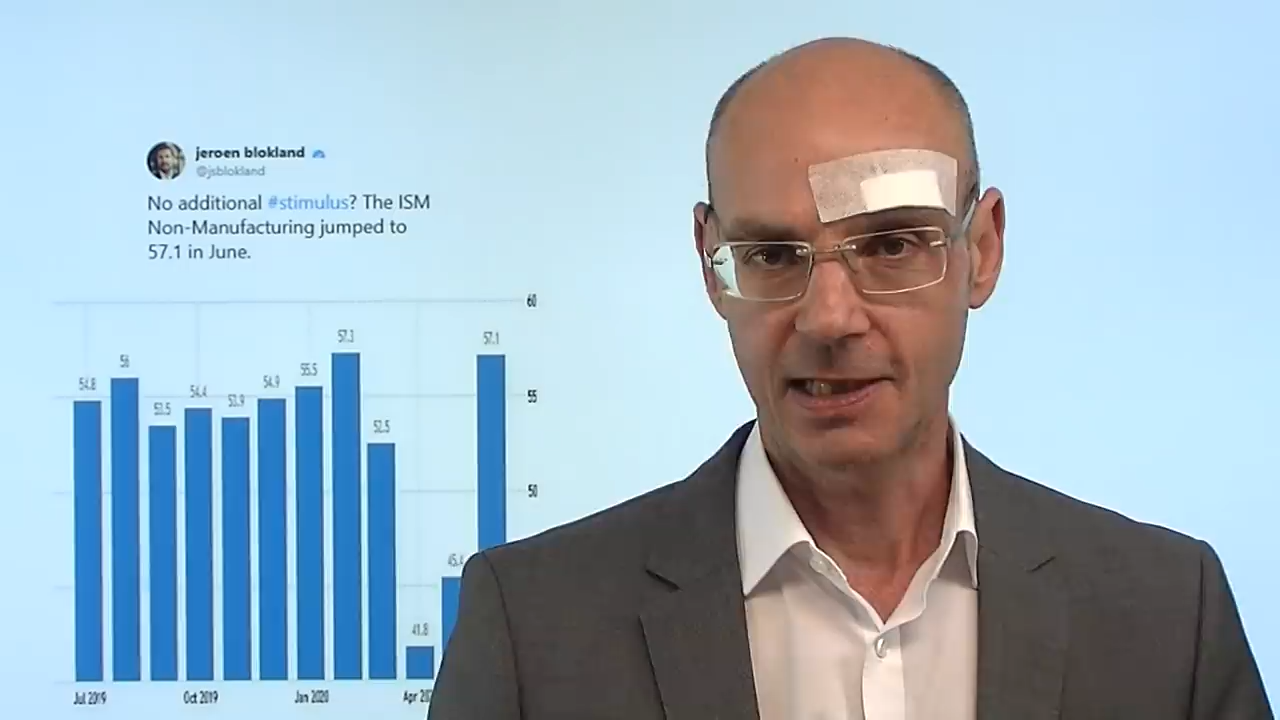 jeroen blokland
@jsblokland
No additional #stimulus? The ISM
Non-Manufacturing jumped to
57.1 in June.
60
57.3
57.1
56
55.5
54.8
54.9
54.4
53.9
53.5
55
52.5
50
45.4
41.8
Jul 2019
Oct 2019
Jan 2020
Apr